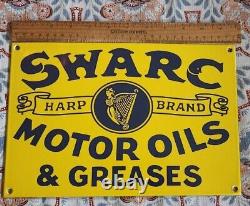 SWARC
HARP BRAND
MOTOR OILS
& GREASES